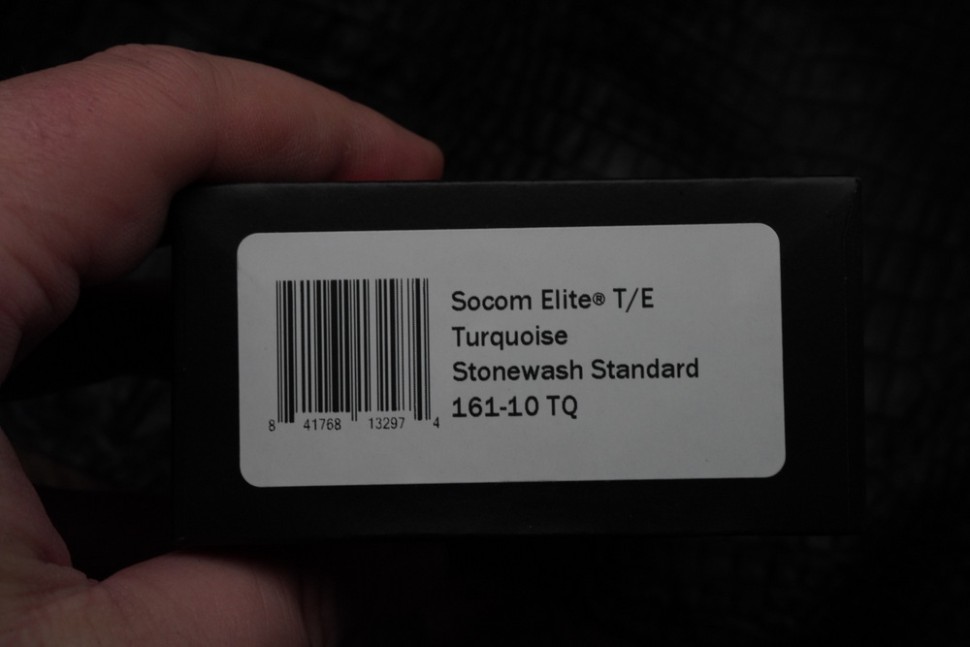 Socom Elite® T/E
Turquoise
Stonewash Standard
161-10 TQ
8 41768 13297 4